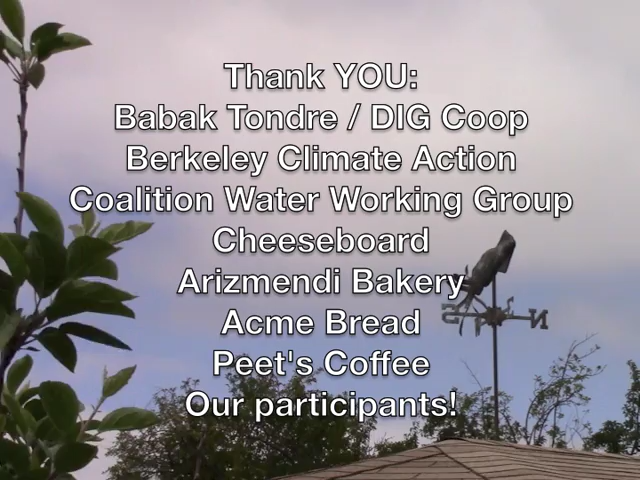 Thank YOU:
Babak Tondre / DIG Coop
Berkeley Climate Action
Coalition Water Working Group
Cheeseboard
Arizmendi Bakery
Acme Bread
Peet's Coffee
Our participants!
S N